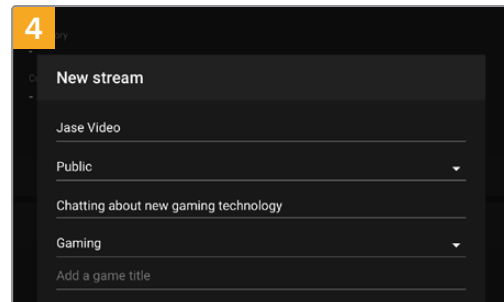 4
New stream
Jase Video
Public
Chatting about new gaming technology
Gaming
Add a game title